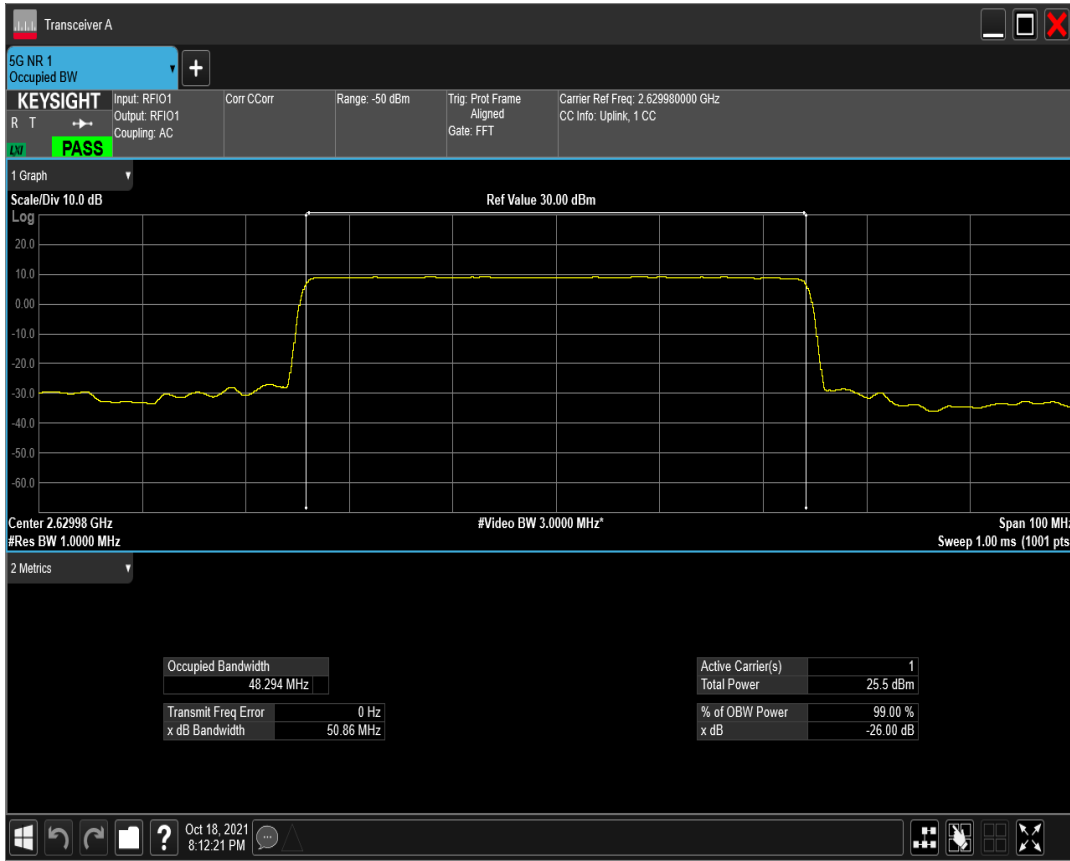 Transceiver A
5G NR 1
Occupied BW
KEYSIGHT
R T
LXI
PASS
Input: RFIO1
Output: RFIO1
Coupling: AC
Corr CCorr
Range: -50 dBm
Trig: Prot Frame
Aligned
Gate: FFT
Carrier Ref Freq: 2.629980000 GHz
CC Info: Uplink, 1 CC
1 Graph
Scale/Div 10.0 dB
Ref Value 30.00 dBm
Log
20.0
10.0
0.00
-10.0
-20.0
-30.0
-40.0
-50.0
-60.0
Center 2.62998 GHz
#Video BW 3.0000 MHz*
Span 100 MHz
#Res BW 1.0000 MHz
Sweep 1.00 ms (1001 pts
2 Metrics
Occupied Bandwidth
48.294 MHz
Transmit Freq Error 0 Hz
x dB Bandwidth 50.86 MHz
Active Carrier(s) 1
Total Power 25.5 dBm
% of OBW Power 99.00 %
x dB -26.00 dB
?
Oct 18, 2021
8:12:21 PM